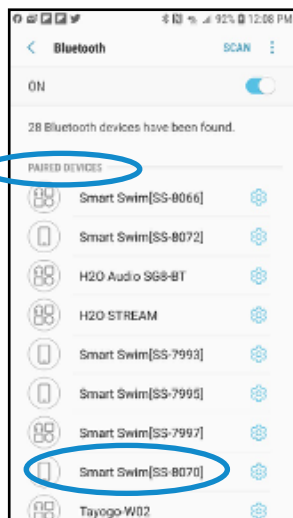 92% 12:08 PM
Bluetooth SCAN
ON
28 Bluetooth devices have been found.
PAIRED DEVICES
Smart Swim[SS-8066]
Smart Swim[SS-8072]
H2O Audio SG8-BT
H2O STREAM
Smart Swim[SS-7993]
Smart Swim[SS-7995]
Smart Swim[SS-7997]
Smart Swim[SS-8070]
Tayogo-W02